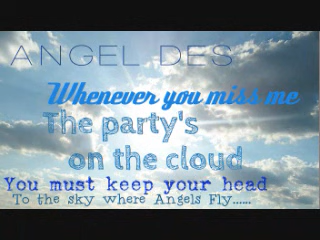 ANGEL DES
Whenever you miss me
The party's
on the cloud
You must keep your head
To the sky where Angels Fly......